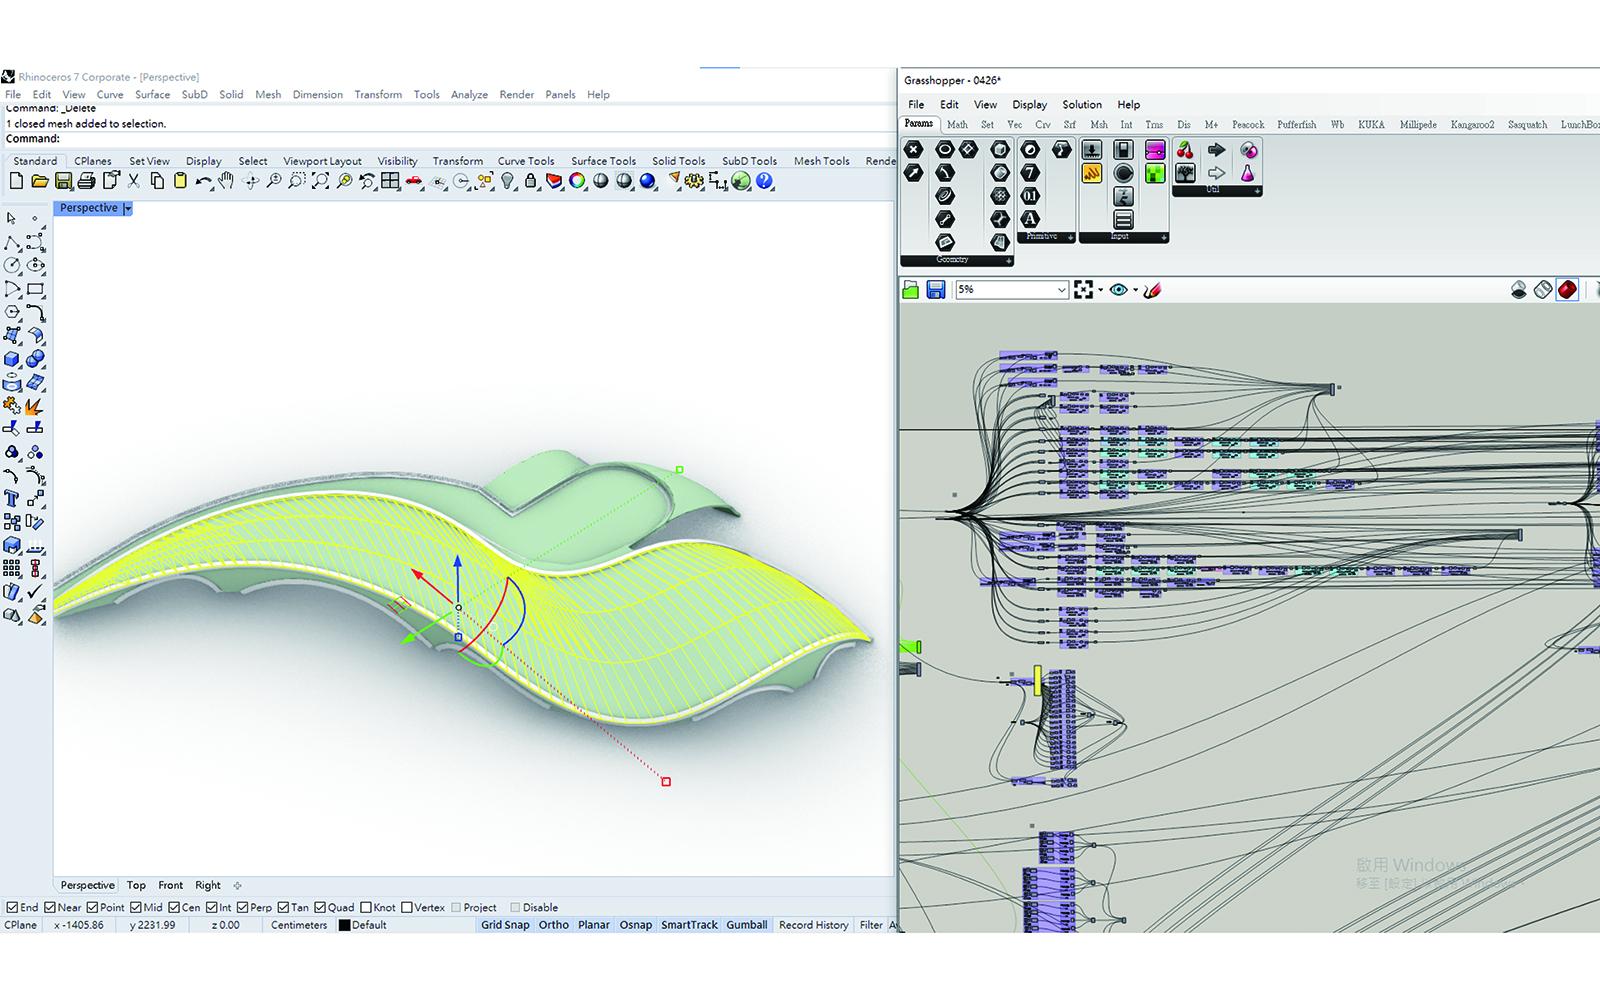 Rhinoceros 7 Corporate - [Perspective]
File Edit View Curve Surface SubD Solid Mesh Dimension Transform Tools Analyze Render Panels Help
Command: _Delete
1 closed mesh added to selection.
Command:
Standard CPlanes Set View Display Select Viewport Layout Visibility Transform Curve Tools Surface Tools Solid Tools SubD Tools Mesh Tools Rende
Perspective
Perspective Top Front Right
End Near Point Mid Cen Int Perp Tan Quad Knot Vertex Project Disable
CPlane x -1405.86 y 2231.99 z 0.00 Centimeters Default Grid Snap Ortho Planar Osnap SmartTrack Gumball Record History Filter A
Grasshopper - 0426*
File Edit View Display Solution Help
Params Math Set Vec Crv Srf Msh Int Trns Dis M+ Peacock Pufferfish Wb KUKA Millipede Kangaroo2 Sasquatch LunchBo
7
0.1
A
Util
Primitive Input
Geometry
5%
啟用 Windows
移至 [設定]